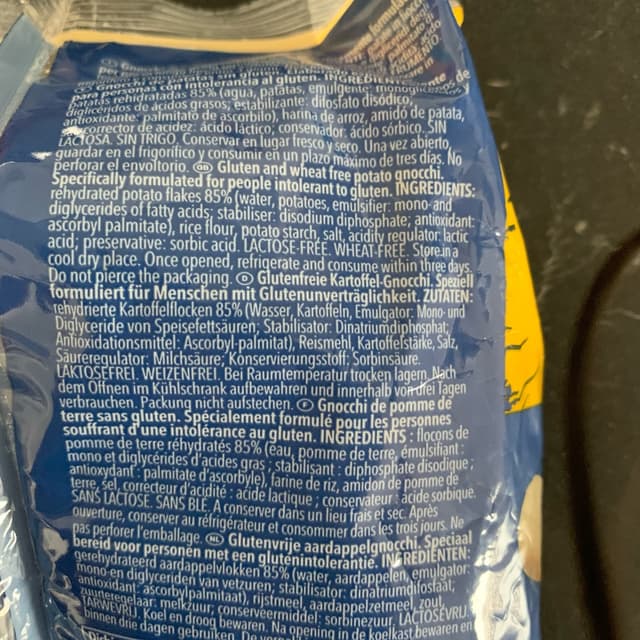 personas con intolerancia al gluten.
patatas rehidratadas 85% (agua, patatas, emulgente: monoglicéridos
diglicéridos de ácidos grasos, estabilizante: difosfato disódico,
antioxidante: palmitato de ascorbilo), harina de arroz, almidón de patata,
corrector de acidez: ácido láctico; conservador: ácido sórbico. SIN
LACTOSA. SIN TRIGO. Conservar en lugar fresco y seco. Una vez abierto,
guardar en el frigorífico y consumir en un plazo máximo de tres días. No
perforar el envoltorio. GB Gluten and wheat free potato gnocchi.
Specifically formulated for people intolerant to gluten. INGREDIENTS:
rehydrated potato flakes 85% (water, potatoes, emulsifier: mono- and
diglycerides of fatty acids; stabiliser: disodium diphosphate; antioxidant:
ascorbyl palmitate), rice flour, potato starch, salt, acidity regulator: lactic
acid; preservative: sorbic acid. LACTOSE-FREE. WHEAT-FREE. Store in a
cool dry place. Once opened, refrigerate and consume within three days.
Do not pierce the packaging. D Glutenfreie Kartoffel-Gnocchi. Speziell
formuliert für Menschen mit Glutenunverträglichkeit. ZUTATEN:
rehydrierte Kartoffelflocken 85% (Wasser, Kartoffeln, Emulgator: Mono- und
Diglyceride von Speisefettsäuren; Stabilisator: Dinatriumdiphosphat;
Antioxidationsmittel: Ascorbyl-palmitat), Reismehl, Kartoffelstärke, Salz,
Säureregulator: Milchsäure; Konservierungsstoff: Sorbinsäure.
LAKTOSEFREI. WEIZENFREI. Bei Raumtemperatur trocken lagern. Nach
dem Öffnen im Kühlschrank aufbewahren und innerhalb von drei Tagen
verbrauchen. Packung nicht aufstechen. F Gnocchi de pomme de
terre sans gluten. Spécialement formulé pour les personnes
souffrant d'une intolérance au gluten. INGREDIENTS : flocons de
pomme de terre réhydratés 85% (eau, pomme de terre, émulsifiant :
mono et diglycérides d'acides gras ; stabilisant : diphosphate disodique ;
antioxydant : palmitate d'ascorbyle), farine de riz, amidon de pomme de
terre, sel, correcteur d'acidité : acide lactique ; conservateur : acide sorbique.
SANS LACTOSE. SANS BLÉ. A conserver dans un lieu frais et sec. Après
ouverture, conserver au réfrigérateur et consommer dans les trois jours. Ne
pas perforer l'emballage. NL Glutenvrije aardappelgnocchi. Speciaal
bereid voor personen met een glutenintolerantie. INGREDIËNTEN:
gerehydrateerd aardappelvlokken 85% (water, aardappelen, emulgator:
mono-en diglyceriden van vetzuren; stabilisator: dinatriumdifosfaat;
antioxidant: ascorbylpalmitaat), rijstmeel, aardappelzetmeel, zout,
zuurteregelaar: melkzuur; conserveermiddel: sorbinezuur. LACTOSEVRIJ.
TARWEVRIJ. Koel en droog bewaren. Na opening in de koelkast bewaren en
binnen drie dagen gebruiken. De